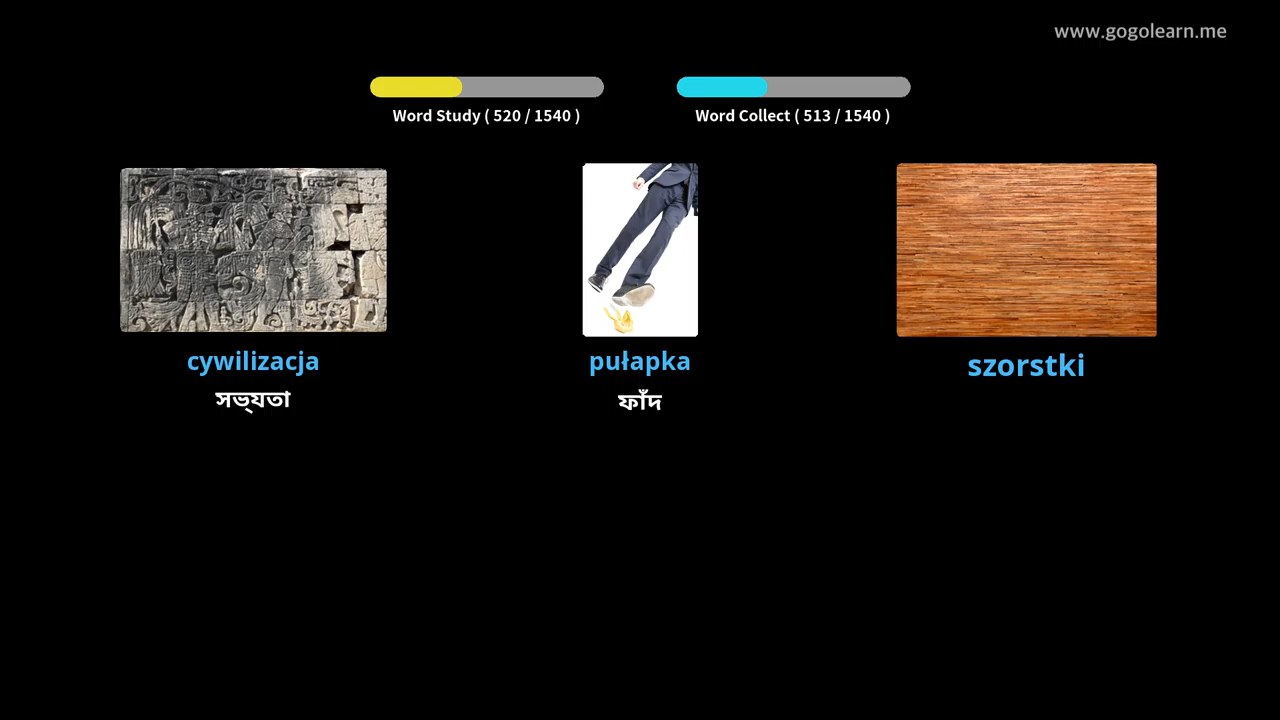 www.gogolearn.me
Word Study ( 520 / 1540 )
Word Collect ( 513 / 1540 )
cywilizacja
সভ্যতা
pułapka
ফাঁদ
szorstki